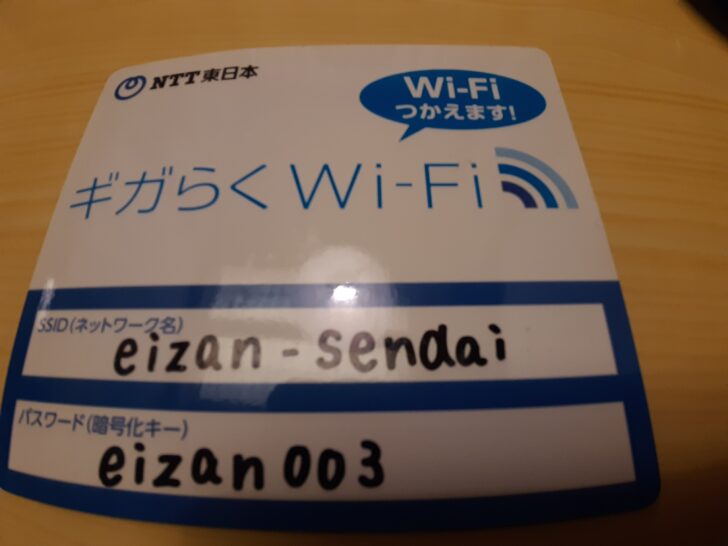 NTT東日本
Wi-Fi
つかえます!
ギガらくWi-Fi
SSID(ネットワーク名)
eizan-sendai
パスワード(暗号化キー)
eizan003